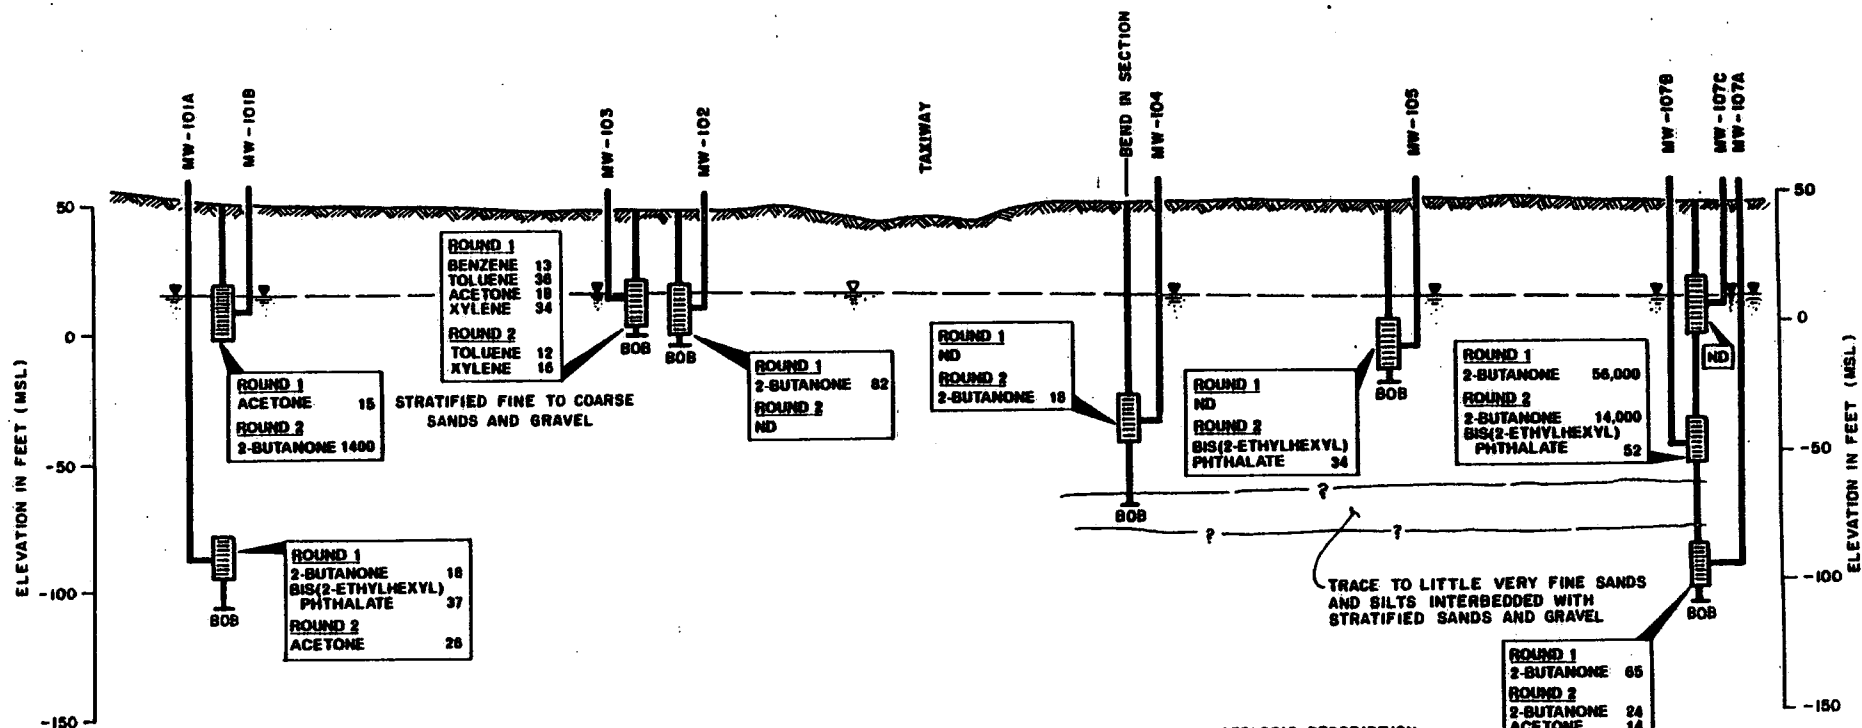 MW-101A
MW-101B
MW-103
MW-102
TAXIWAY
BEND IN SECTION
MW-104
MW-105
MW-107B
MW-107C
MW-107A
50
0
-50
-100
-150
ELEVATION IN FEET (MSL)
ROUND 1
ACETONE 15
ROUND 2
2-BUTANONE 1400
ROUND 1
2-BUTANONE 18
BIS(2-ETHYLHEXYL)
PHTHALATE 37
ROUND 2
ACETONE 26
BOB
ROUND 1
BENZENE 13
TOLUENE 36
ACETONE 18
XYLENE 34
ROUND 2
TOLUENE 12
XYLENE 16
BOB
BOB
STRATIFIED FINE TO COARSE
SANDS AND GRAVEL
ROUND 1
2-BUTANONE 82
ROUND 2
ND
ROUND 1
ND
ROUND 2
2-BUTANONE 18
BOB
ROUND 1
ND
ROUND 2
BIS(2-ETHYLHEXYL)
PHTHALATE 34
BOB
ROUND 1
2-BUTANONE 56,000
ROUND 2
2-BUTANONE 14,000
BIS(2-ETHYLHEXYL)
PHTHALATE 52
ND
?
?
?
TRACE TO LITTLE VERY FINE SANDS
AND SILTS INTERBEDDED WITH
STRATIFIED SANDS AND GRAVEL
BOB
ROUND 1
2-BUTANONE 65
ROUND 2
2-BUTANONE 24
ACETONE 14
50
0
-50
-100
-150
ELEVATION IN FEET (MSL)
DESCRIPTION